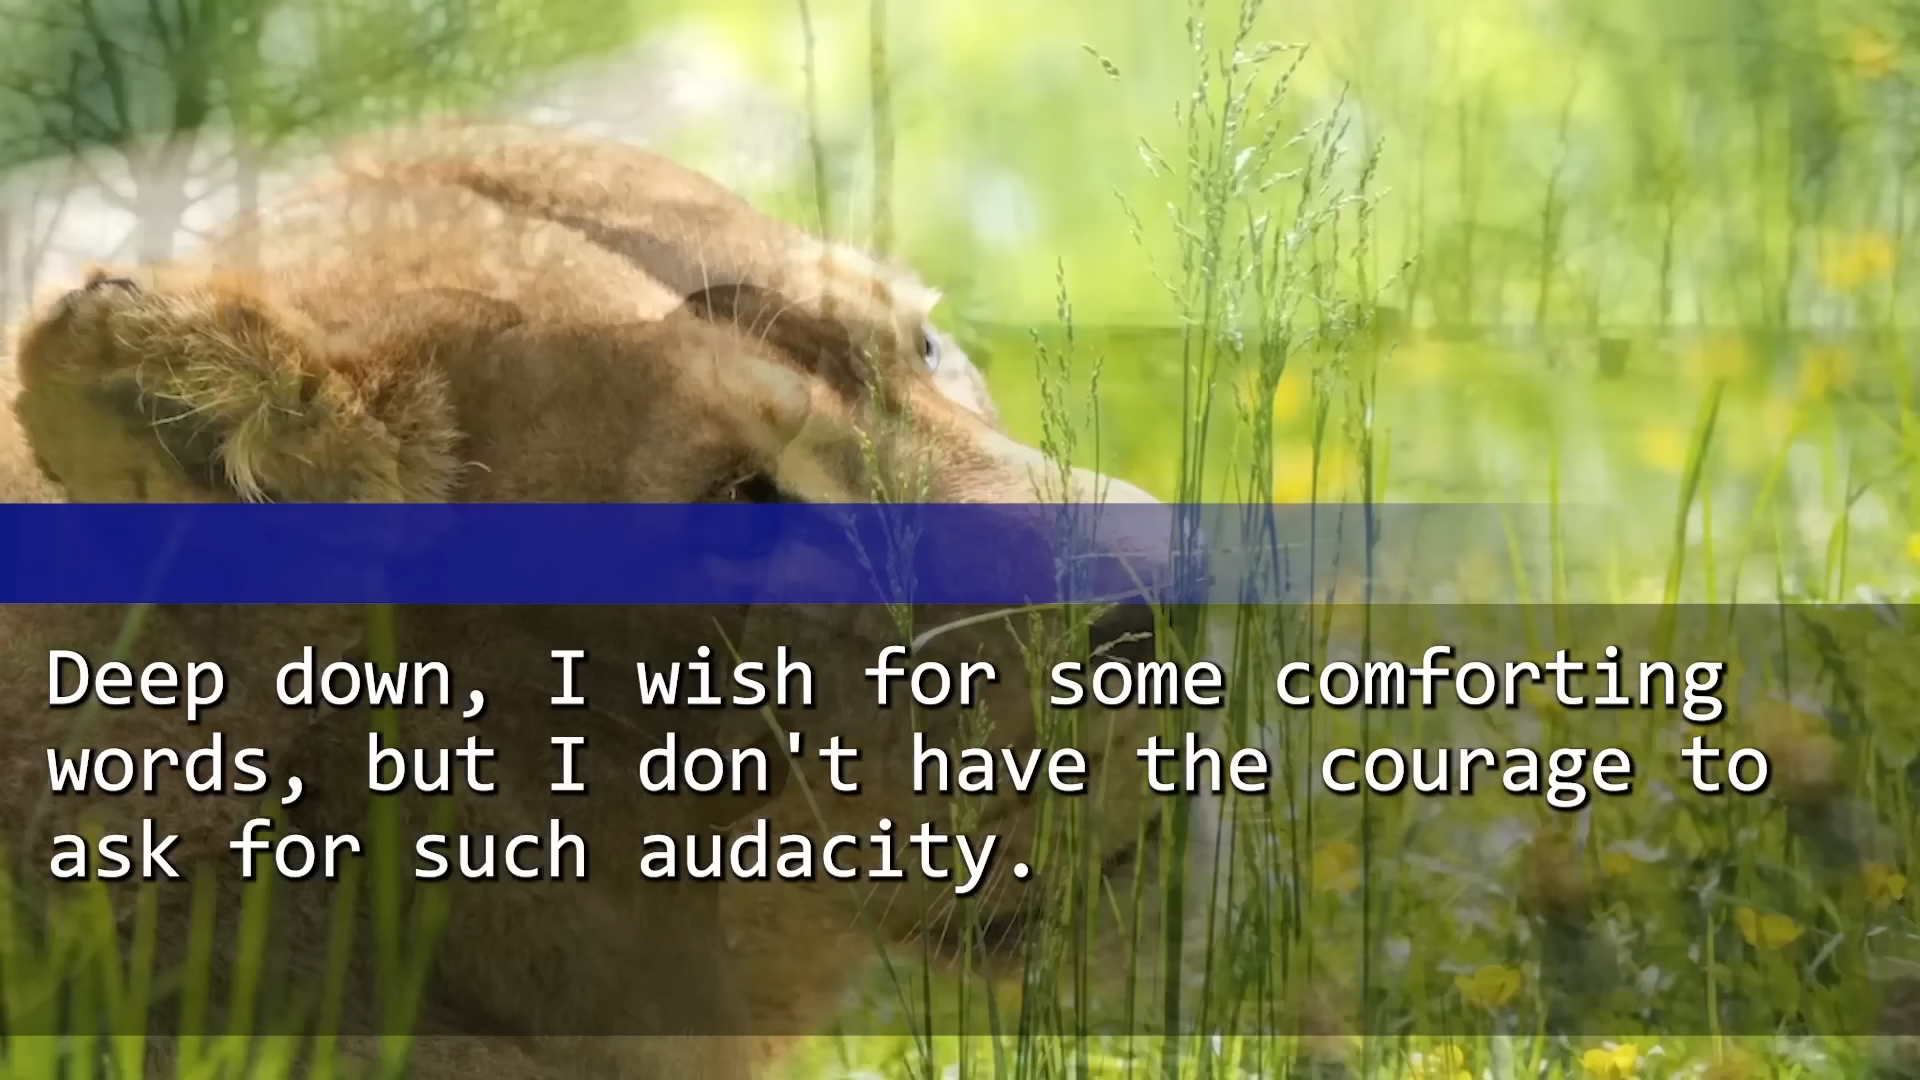 Deep down, I wish for some comforting
words, but I don't have the courage to
ask for such audacity.